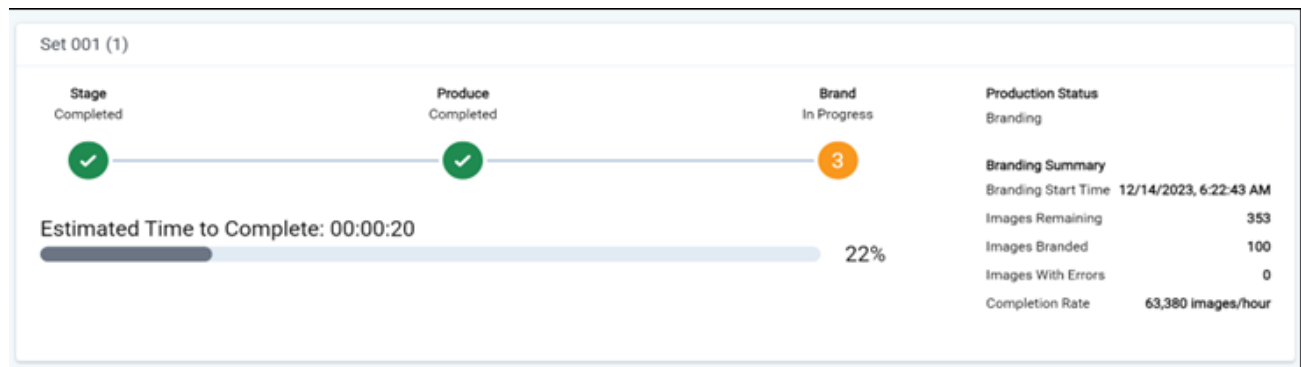 Set 001 (1)
Stage
Completed
Produce
Completed
Brand
In Progress
3
Estimated Time to Complete: 00:00:20
22%
Production Status
Branding
Branding Summary
Branding Start Time 12/14/2023, 6:22:43 AM
Images Remaining 353
Images Branded 100
Images With Errors 0
Completion Rate 63,380 images/hour